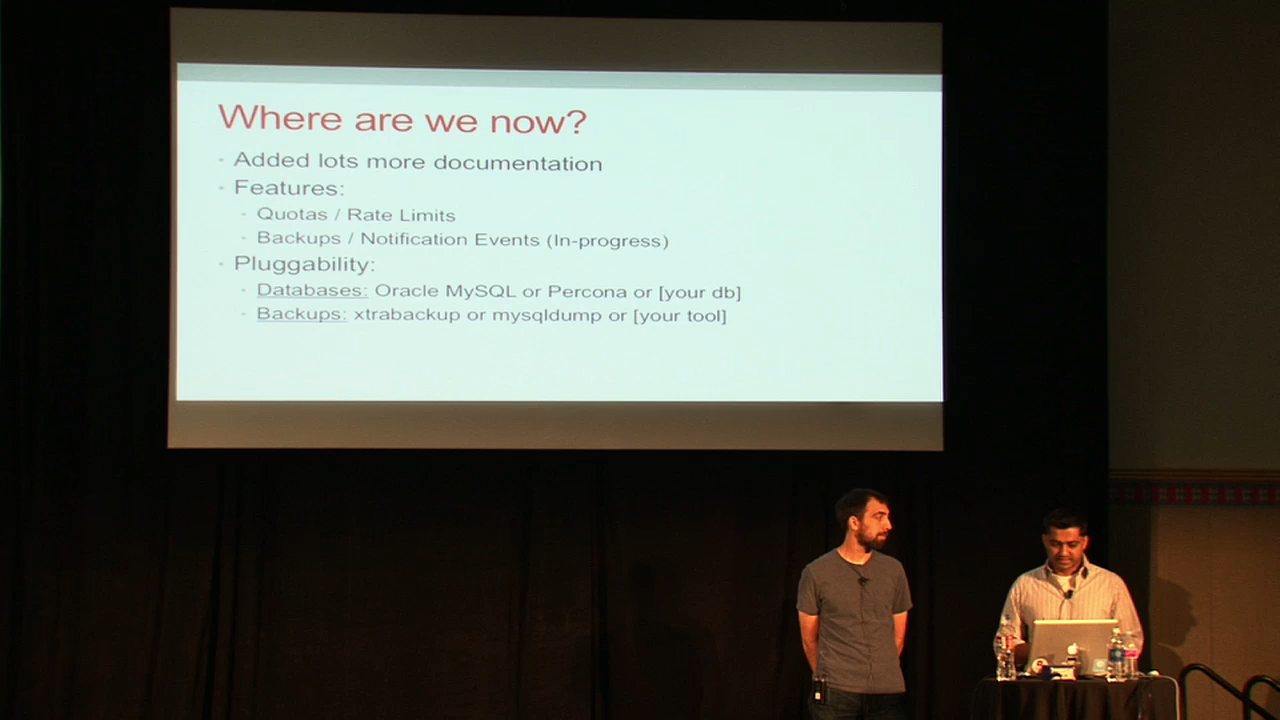 Where are we now?
Added lots more documentation
Features:
Quotas / Rate Limits
Backups / Notification Events (In-progress)
Pluggability:
Databases: Oracle MySQL or Percona or [your db]
Backups: xtrabackup or mysqldump or [your tool]